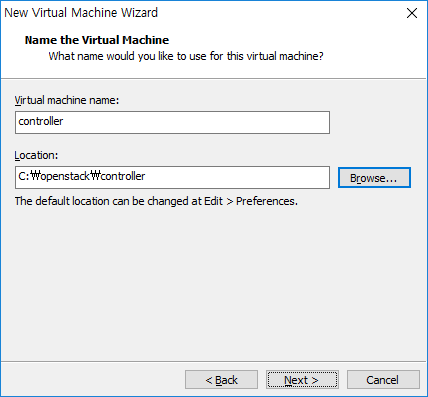 New Virtual Machine Wizard
Name the Virtual Machine
What name would you like to use for this virtual machine?
Virtual machine name:
controller
Location:
C:₩openstack₩controller
Browse...
The default location can be changed at Edit > Preferences.
< Back
Next >
Cancel